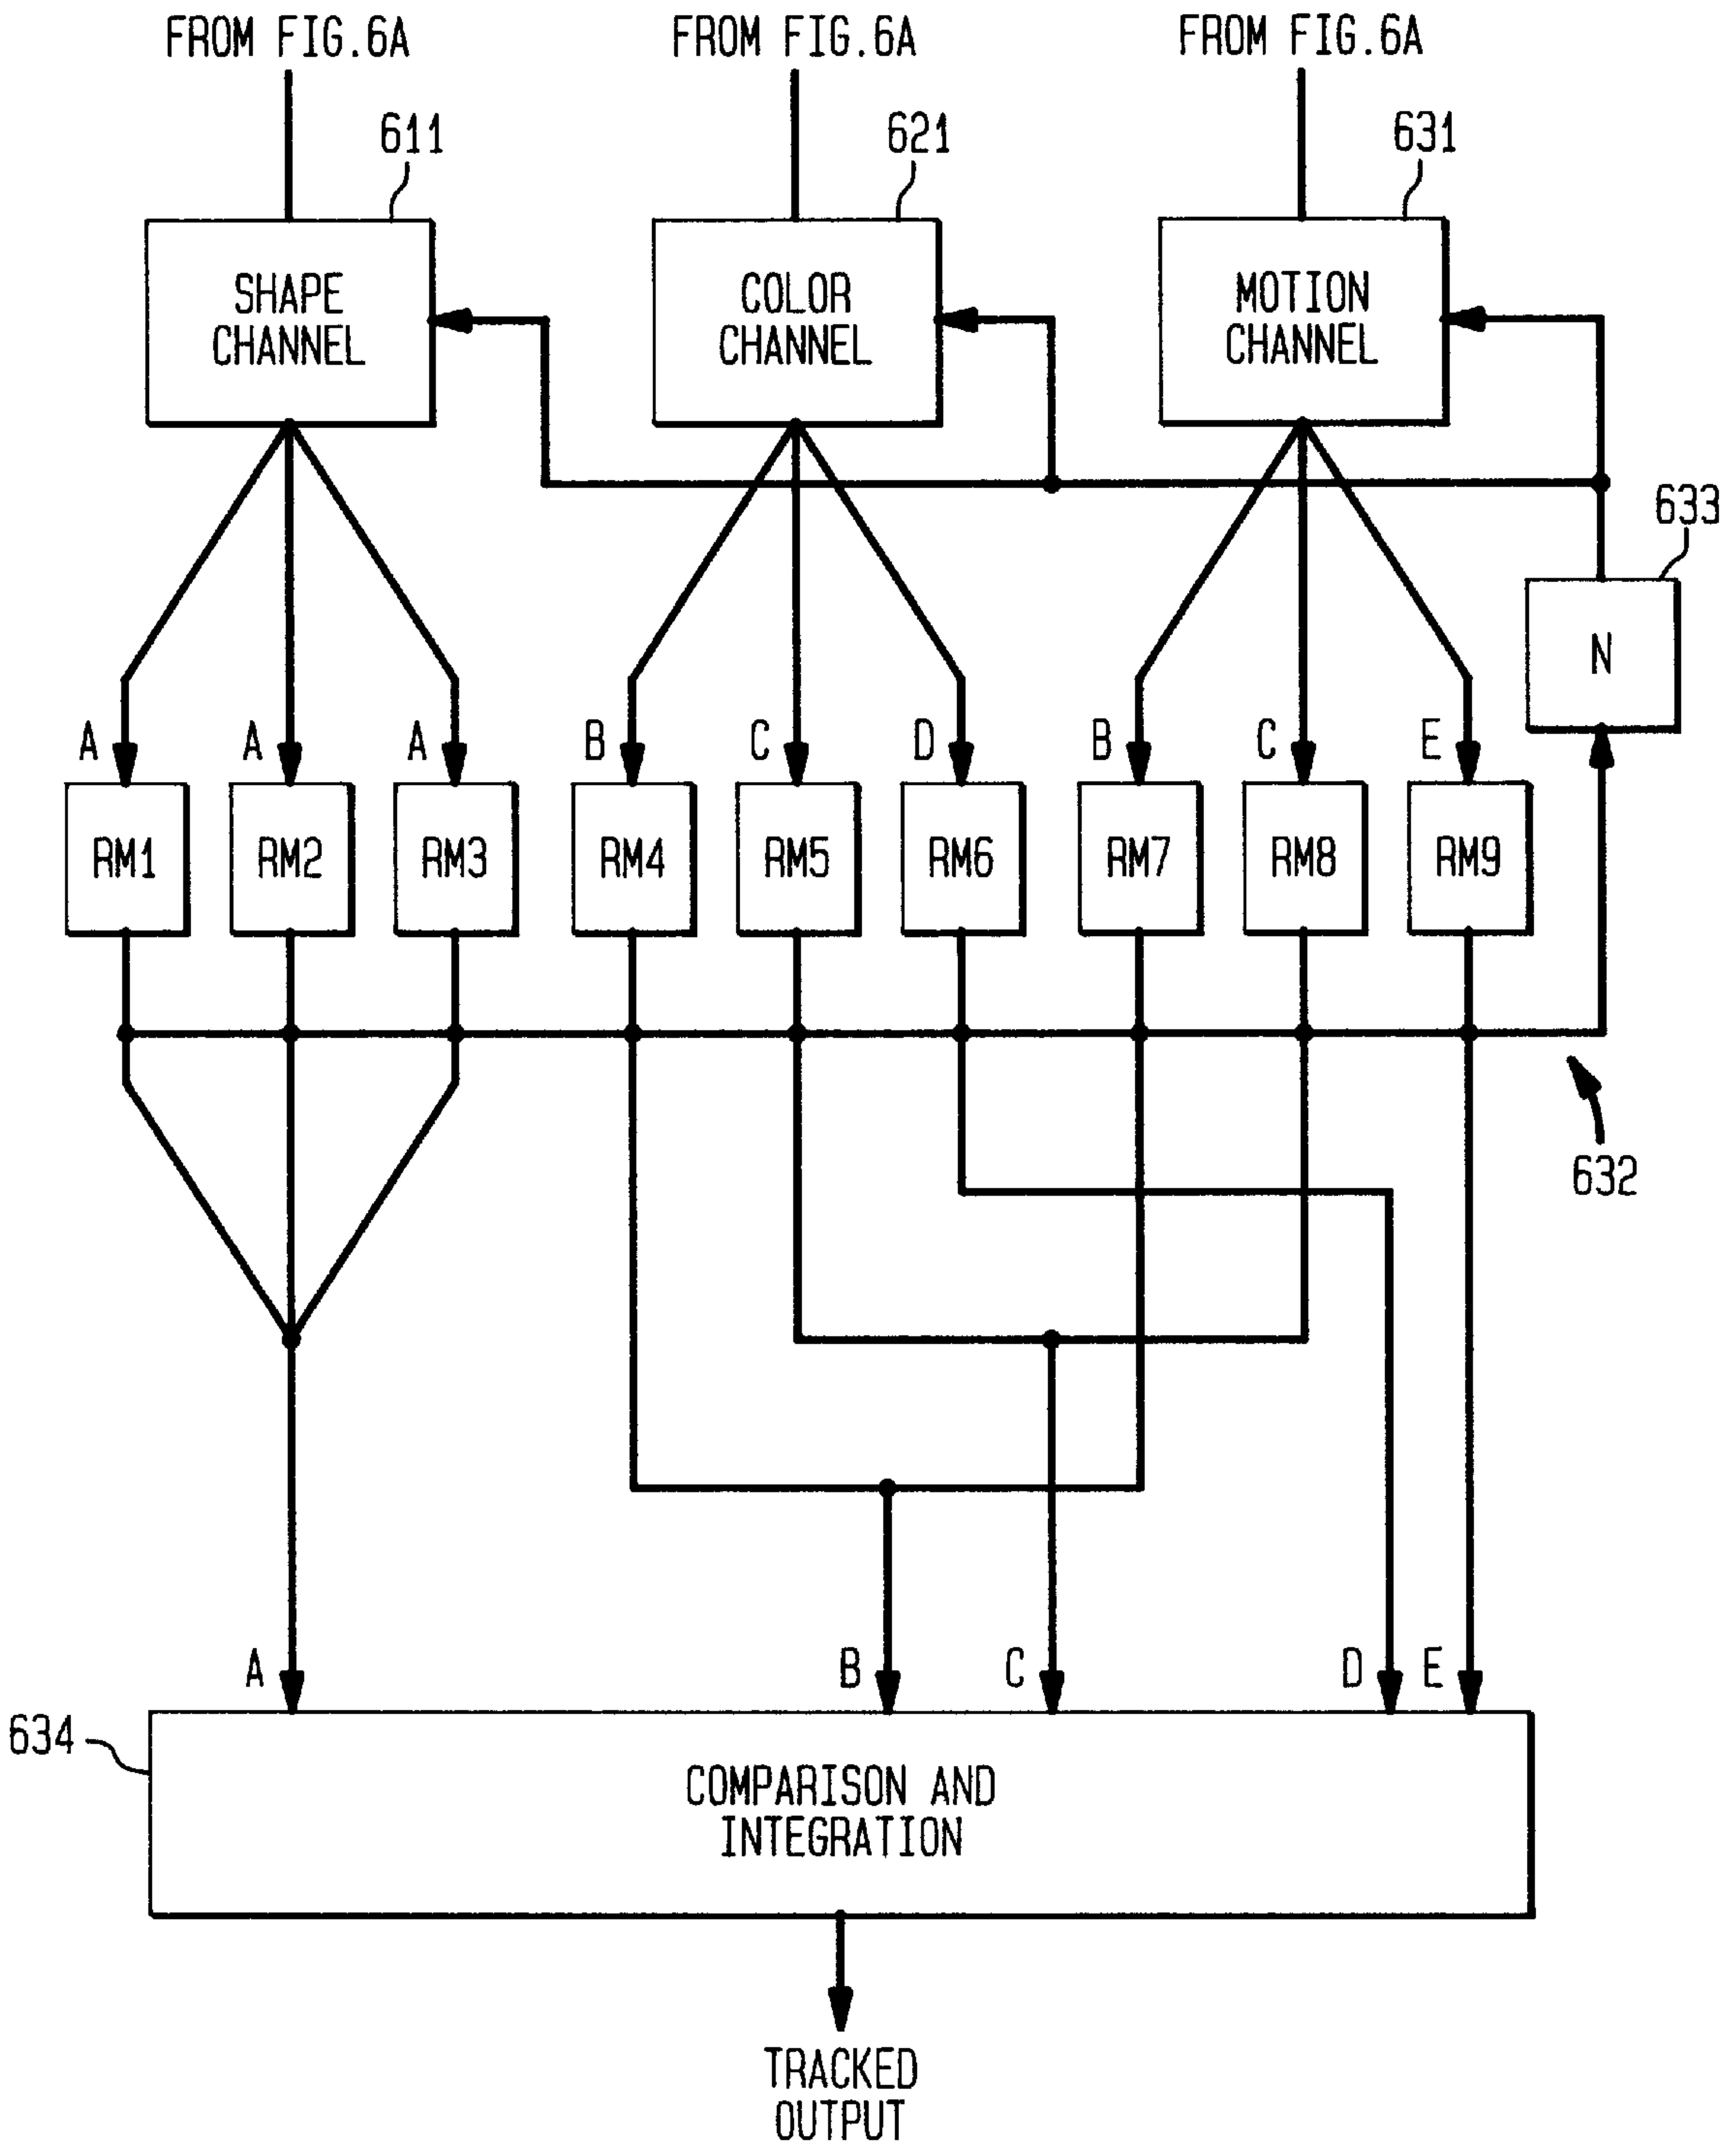 FROM FIG.6A FROM FIG.6A FROM FIG.6A
611 621 631
SHAPE
CHANNEL
COLOR
CHANNEL
MOTION
CHANNEL
633
N
A A A B C D B C E
RM1 RM2 RM3 RM4 RM5 RM6 RM7 RM8 RM9
632
A B C D E
634
COMPARISON AND
INTEGRATION
TRACKED
OUTPUT